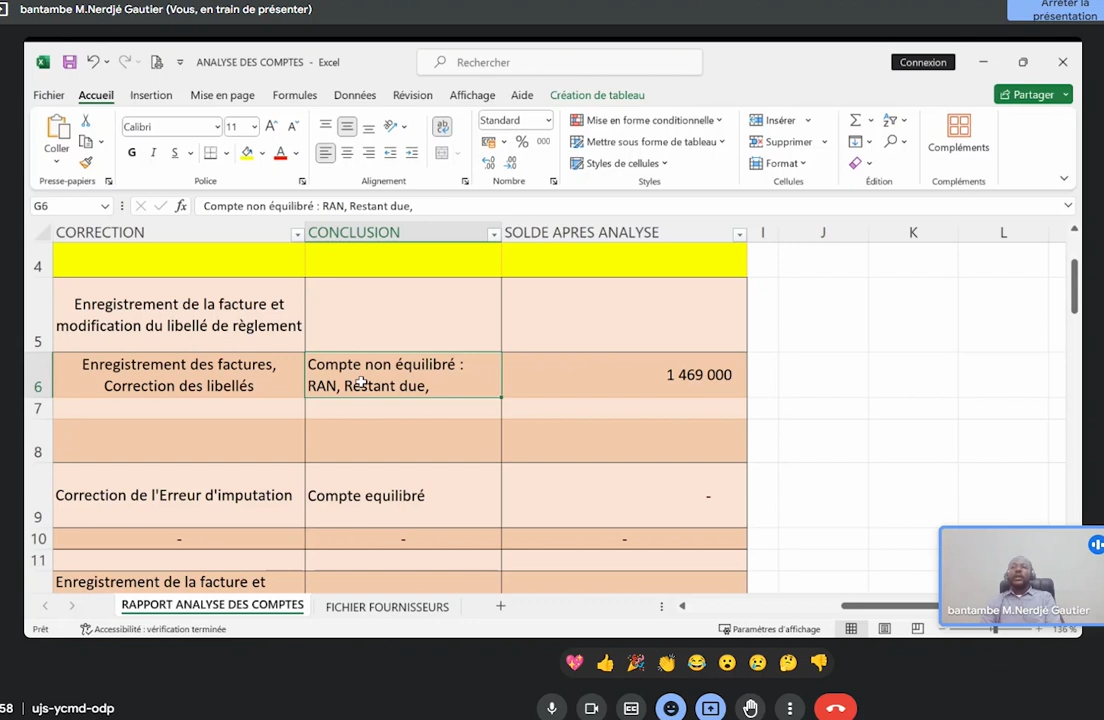 bantambe M.Nerdjé Gautier (Vous, en train de présenter)
Arrêter la
présentation
ANALYSE DES COMPTES - Excel
Rechercher
Connexion
Fichier Accueil Insertion Mise en page Formules Données Révision Affichage Aide Création de tableau
Partager
Coller
Calibri 11
G I S
Standard
% 000
Mise en forme conditionnelle
Mettre sous forme de tableau
Styles de cellules
Insérer
Supprimer
Format
Compléments
Presse-papiers Police Alignement Nombre Styles Cellules Édition Compléments
G6 fx Compte non équilibré : RAN, Restant due,
CORRECTION CONCLUSION SOLDE APRES ANALYSE I J K L
4
Enregistrement de la facture et
modification du libellé de règlement
5
Enregistrement des factures,
Correction des libellés
Compte non équilibré :
RAN, Restant due,
1 469 000
6
7
8
Correction de l'Erreur d'imputation Compte equilibré -
9
10 - - -
11
Enregistrement de la facture et
bantambe M.Nerdjé Gautier
RAPPORT ANALYSE DES COMPTES FICHIER FOURNISSEURS
Prêt Accessibilité : vérification terminée Paramètres d'affichage 136 %
58 ujs-ycmd-odp